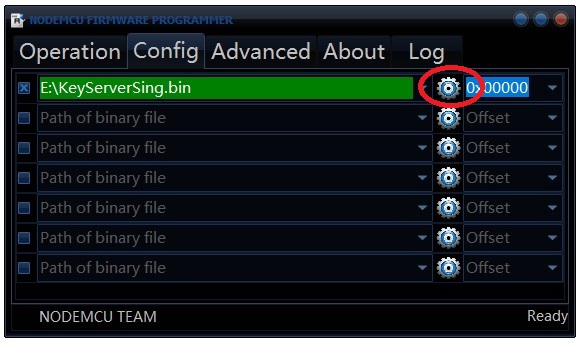 NODEMCU FIRMWARE PROGRAMMER
Operation Config Advanced About Log
E:\KeyServerSing.bin 0x00000
Path of binary file Offset
Path of binary file Offset
Path of binary file Offset
Path of binary file Offset
Path of binary file Offset
Path of binary file Offset
NODEMCU TEAM Ready